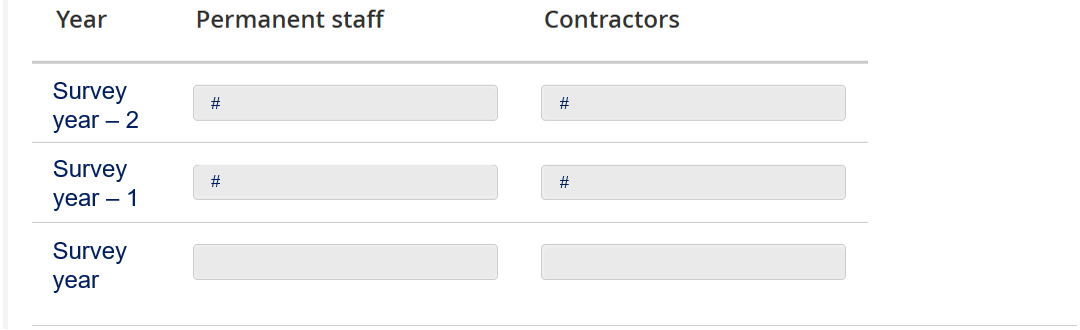 Year Permanent staff Contractors
Survey
year – 2 # #
Survey
year – 1 # #
Survey
year